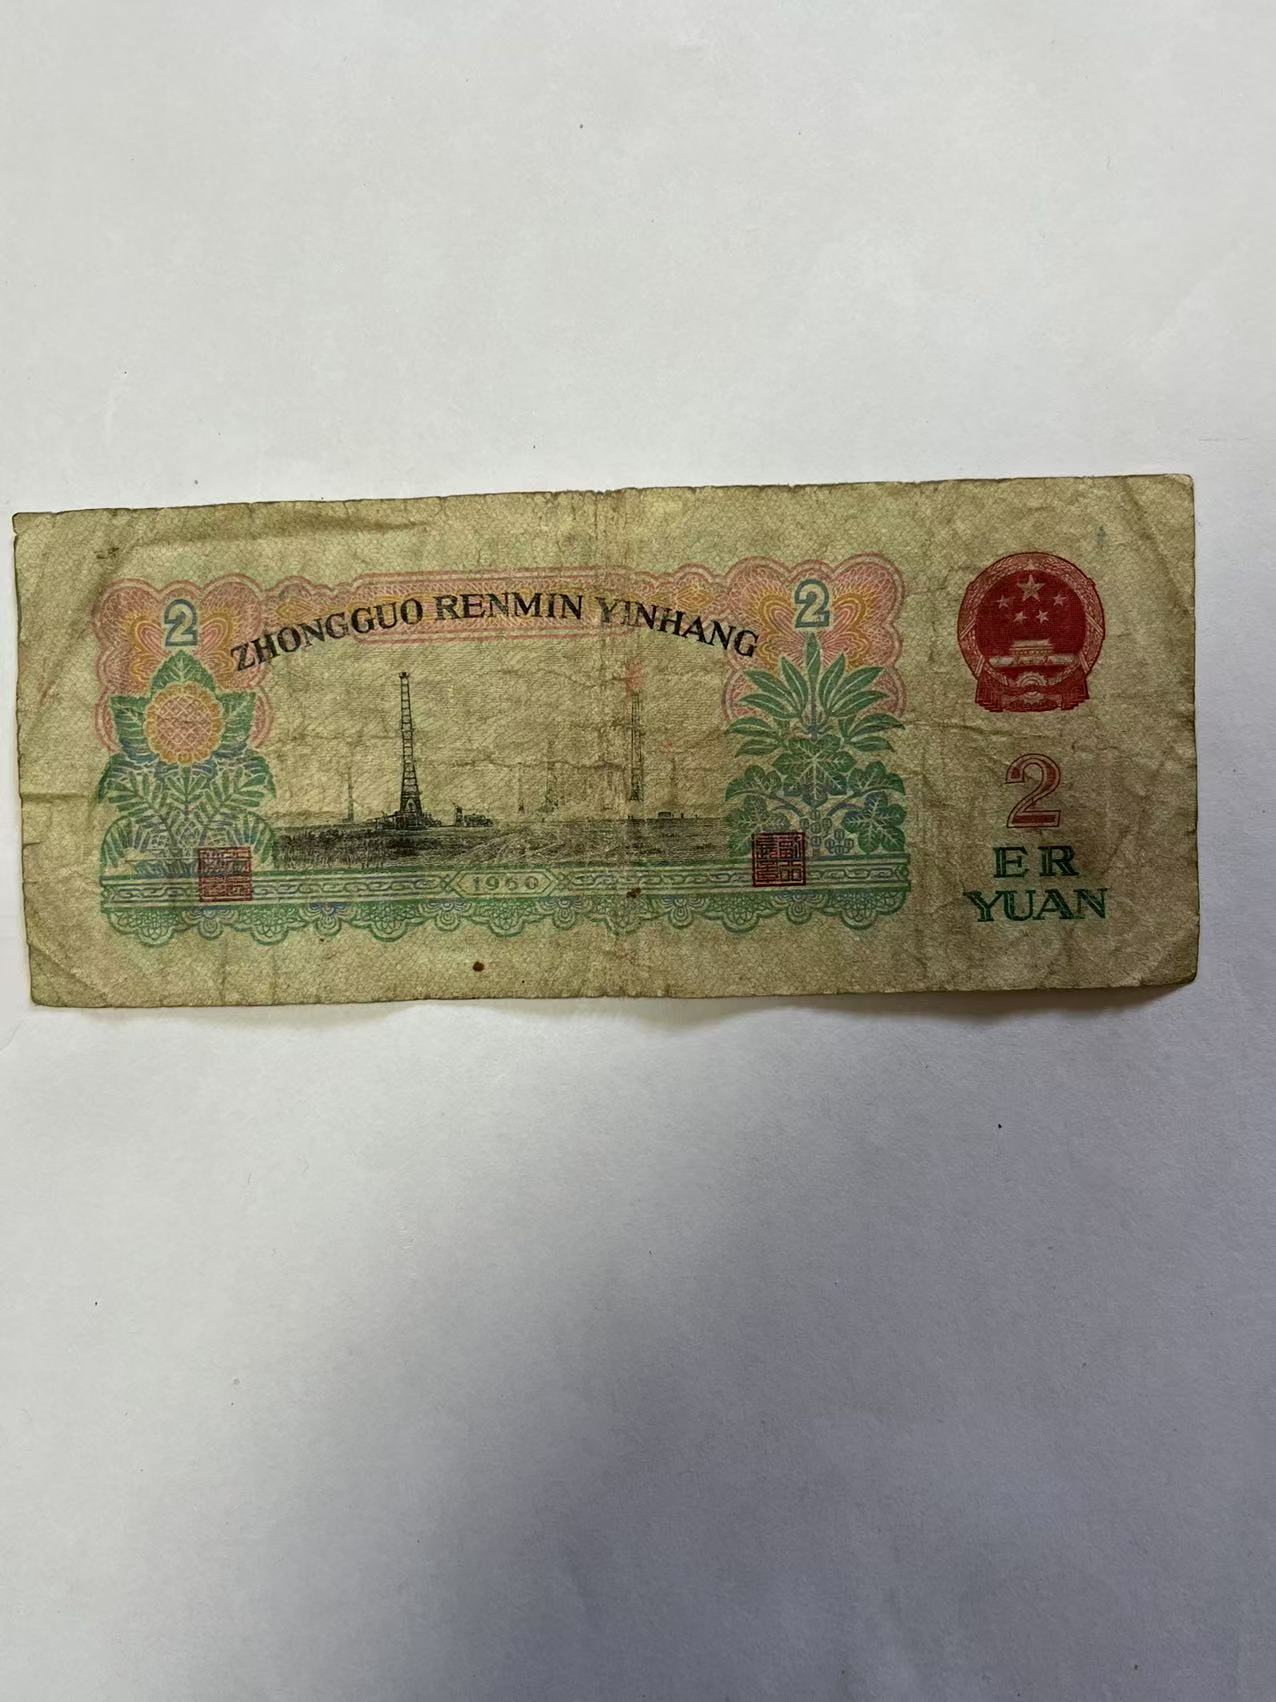 2
2
ZHONGGUO RENMIN YINHANG
1960
2
ER
YUAN